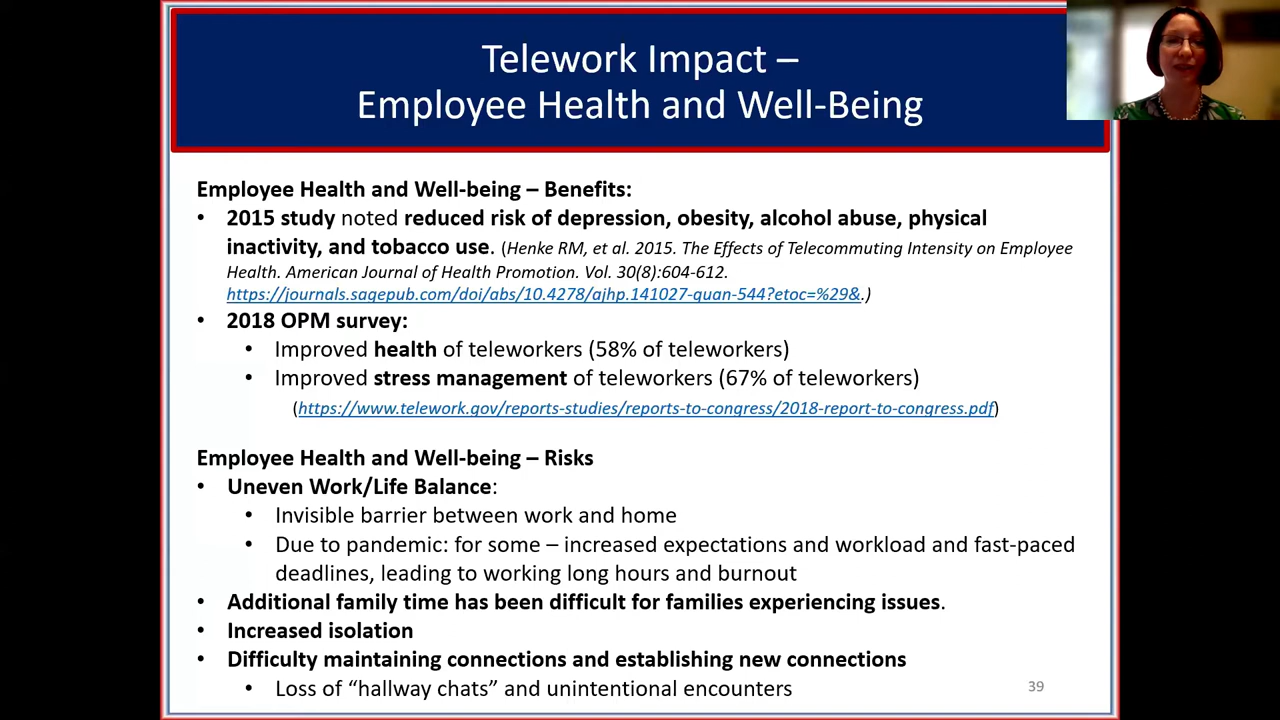 Telework Impact –
Employee Health and Well-Being
Employee Health and Well-being – Benefits:
• 2015 study noted reduced risk of depression, obesity, alcohol abuse, physical
inactivity, and tobacco use. (Henke RM, et al. 2015. The Effects of Telecommuting Intensity on Employee
Health. American Journal of Health Promotion. Vol. 30(8):604-612.
https://journals.sagepub.com/doi/abs/10.4278/ajhp.141027-quan-544?etoc=%29&.)
• 2018 OPM survey:
• Improved health of teleworkers (58% of teleworkers)
• Improved stress management of teleworkers (67% of teleworkers)
(https://www.telework.gov/reports-studies/reports-to-congress/2018-report-to-congress.pdf)
Employee Health and Well-being – Risks
• Uneven Work/Life Balance:
• Invisible barrier between work and home
• Due to pandemic: for some – increased expectations and workload and fast-paced
deadlines, leading to working long hours and burnout
• Additional family time has been difficult for families experiencing issues.
• Increased isolation
• Difficulty maintaining connections and establishing new connections
• Loss of “hallway chats” and unintentional encounters
39